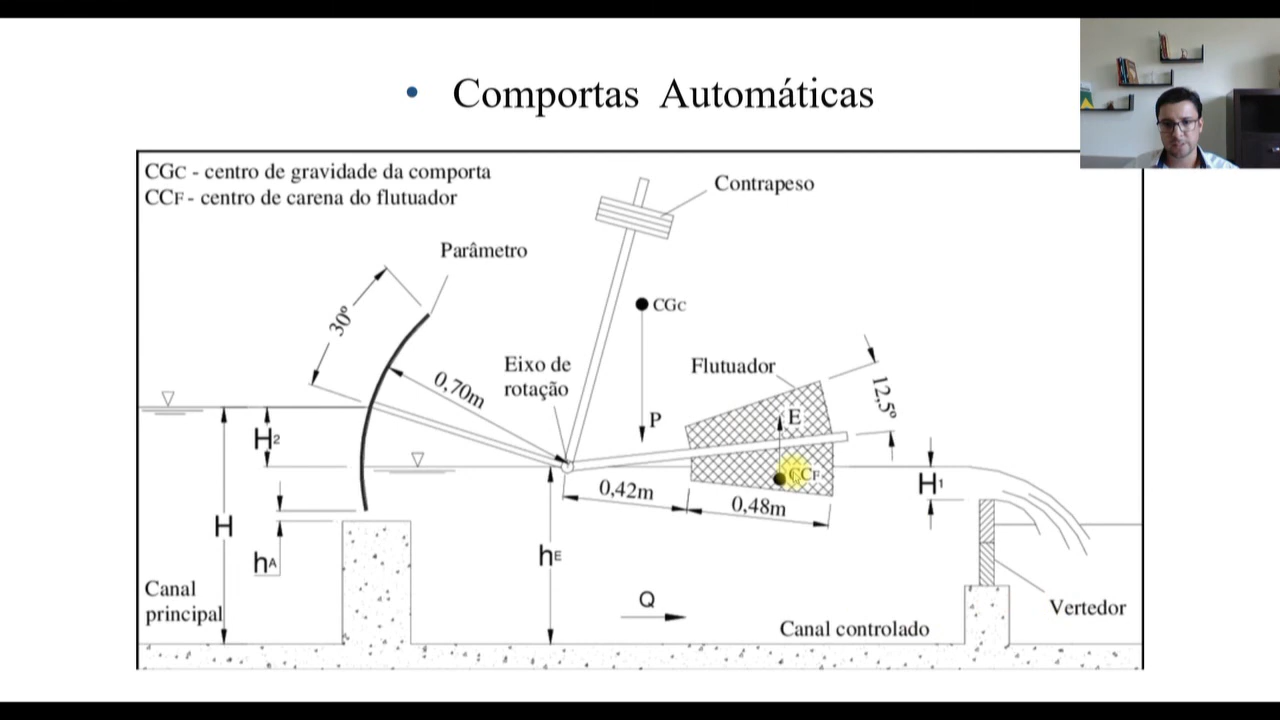 • Comportas Automáticas
CGC - centro de gravidade da comporta
CCF - centro de carena do flutuador
Contrapeso
Parâmetro
30º
CGC
Eixo de
rotação
0,70m
Flutuador
12,5º
P
E
H2
CCF
0,42m
0,48m
H1
H
hA
hE
Canal
principal
Q
Canal controlado
Vertedor